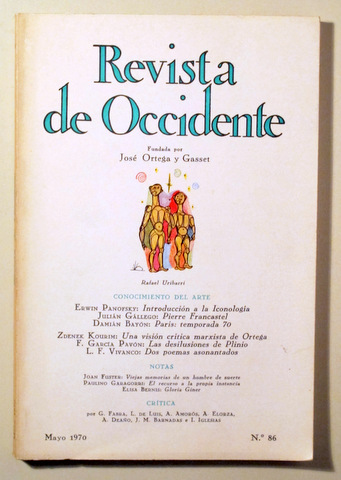 Revista
de Occidente
Fundada por
José Ortega y Gasset
Rafael Uribarri
CONOCIMIENTO DEL ARTE
Erwin Panofsky: Introducción a la Iconología
Julián Gállego: Pierre Francastel
Damián Bayón: París: temporada 70
Zdenek Kourim: Una visión crítica marxista de Ortega
F. García Pavón: Las desilusiones de Plinio
L. F. Vivanco: Dos poemas asonantados
NOTAS
Joan Fuster: Viejas memorias de un hombre de suerte
Paulino Garagorri: El recurso a la propia instancia
Elisa Bernis: Gloria Giner
CRÍTICA
por G. Fasra, L. de Luis, A. Amorós, A. Elorza,
A. Deaño, J. M. Barnadas e I. Iglesias
Mayo 1970
N.º 86